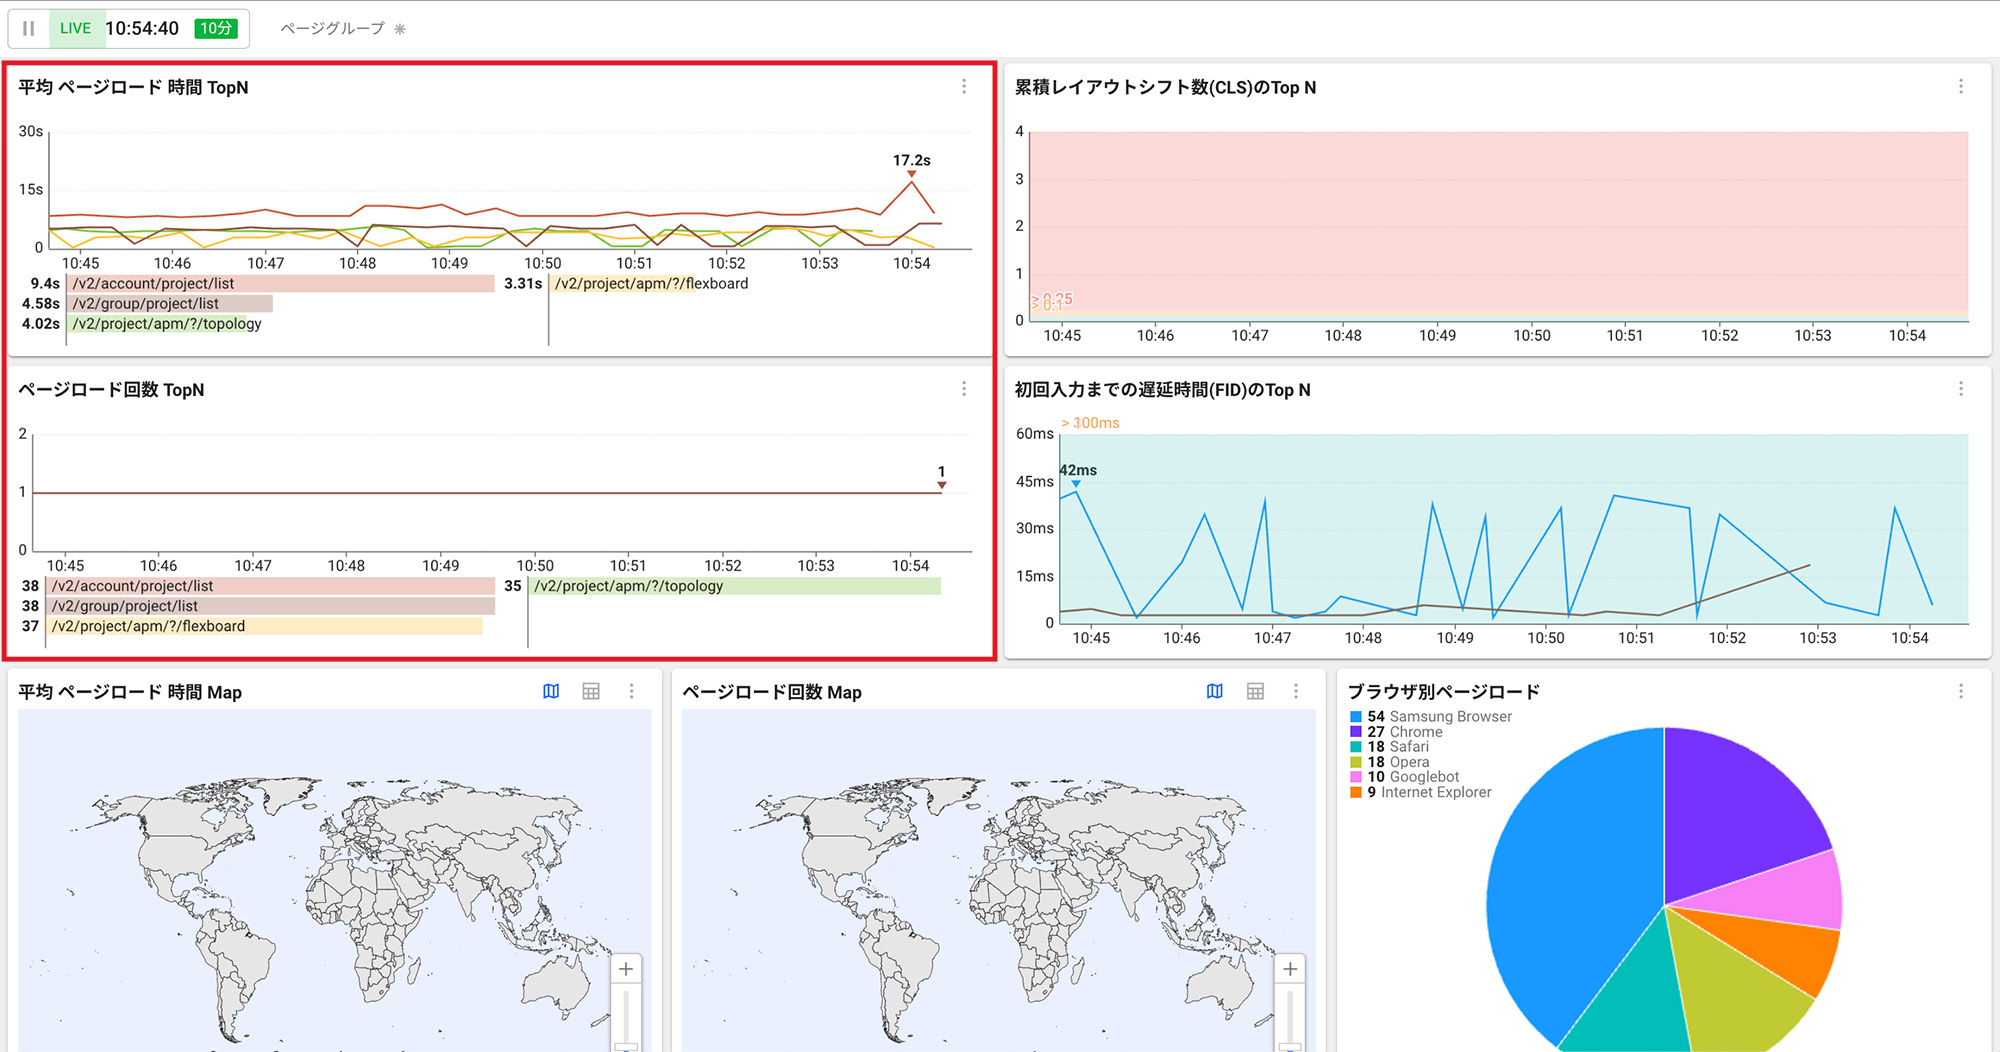 LIVE 10:54:40 10分 ページグループ ✳
平均 ページロード 時間 TopN
30s
15s
0
17.2s
10:45 10:46 10:47 10:48 10:49 10:50 10:51 10:52 10:53 10:54
9.4s /v2/account/project/list
4.58s /v2/group/project/list
4.02s /v2/project/apm/?/topology
3.31s /v2/project/apm/?/flexboard
累積レイアウトシフト数(CLS)のTop N
4
3
2
1
> 0.25
> 0.1
0
10:45 10:46 10:47 10:48 10:49 10:50 10:51 10:52 10:53 10:54
ページロード回数 TopN
2
1
0
1
10:45 10:46 10:47 10:48 10:49 10:50 10:51 10:52 10:53 10:54
38 /v2/account/project/list
38 /v2/group/project/list
37 /v2/project/apm/?/flexboard
35 /v2/project/apm/?/topology
初回入力までの遅延時間(FID)のTop N
60ms
45ms
30ms
15ms
0
42ms
10:45 10:46 10:47 10:48 10:49 10:50 10:51 10:52 10:53 10:54
平均 ページロード 時間 Map
ページロード回数 Map
ブラウザ別ページロード
54 Samsung Browser
27 Chrome
18 Safari
18 Opera
10 Googlebot
9 Internet Explorer